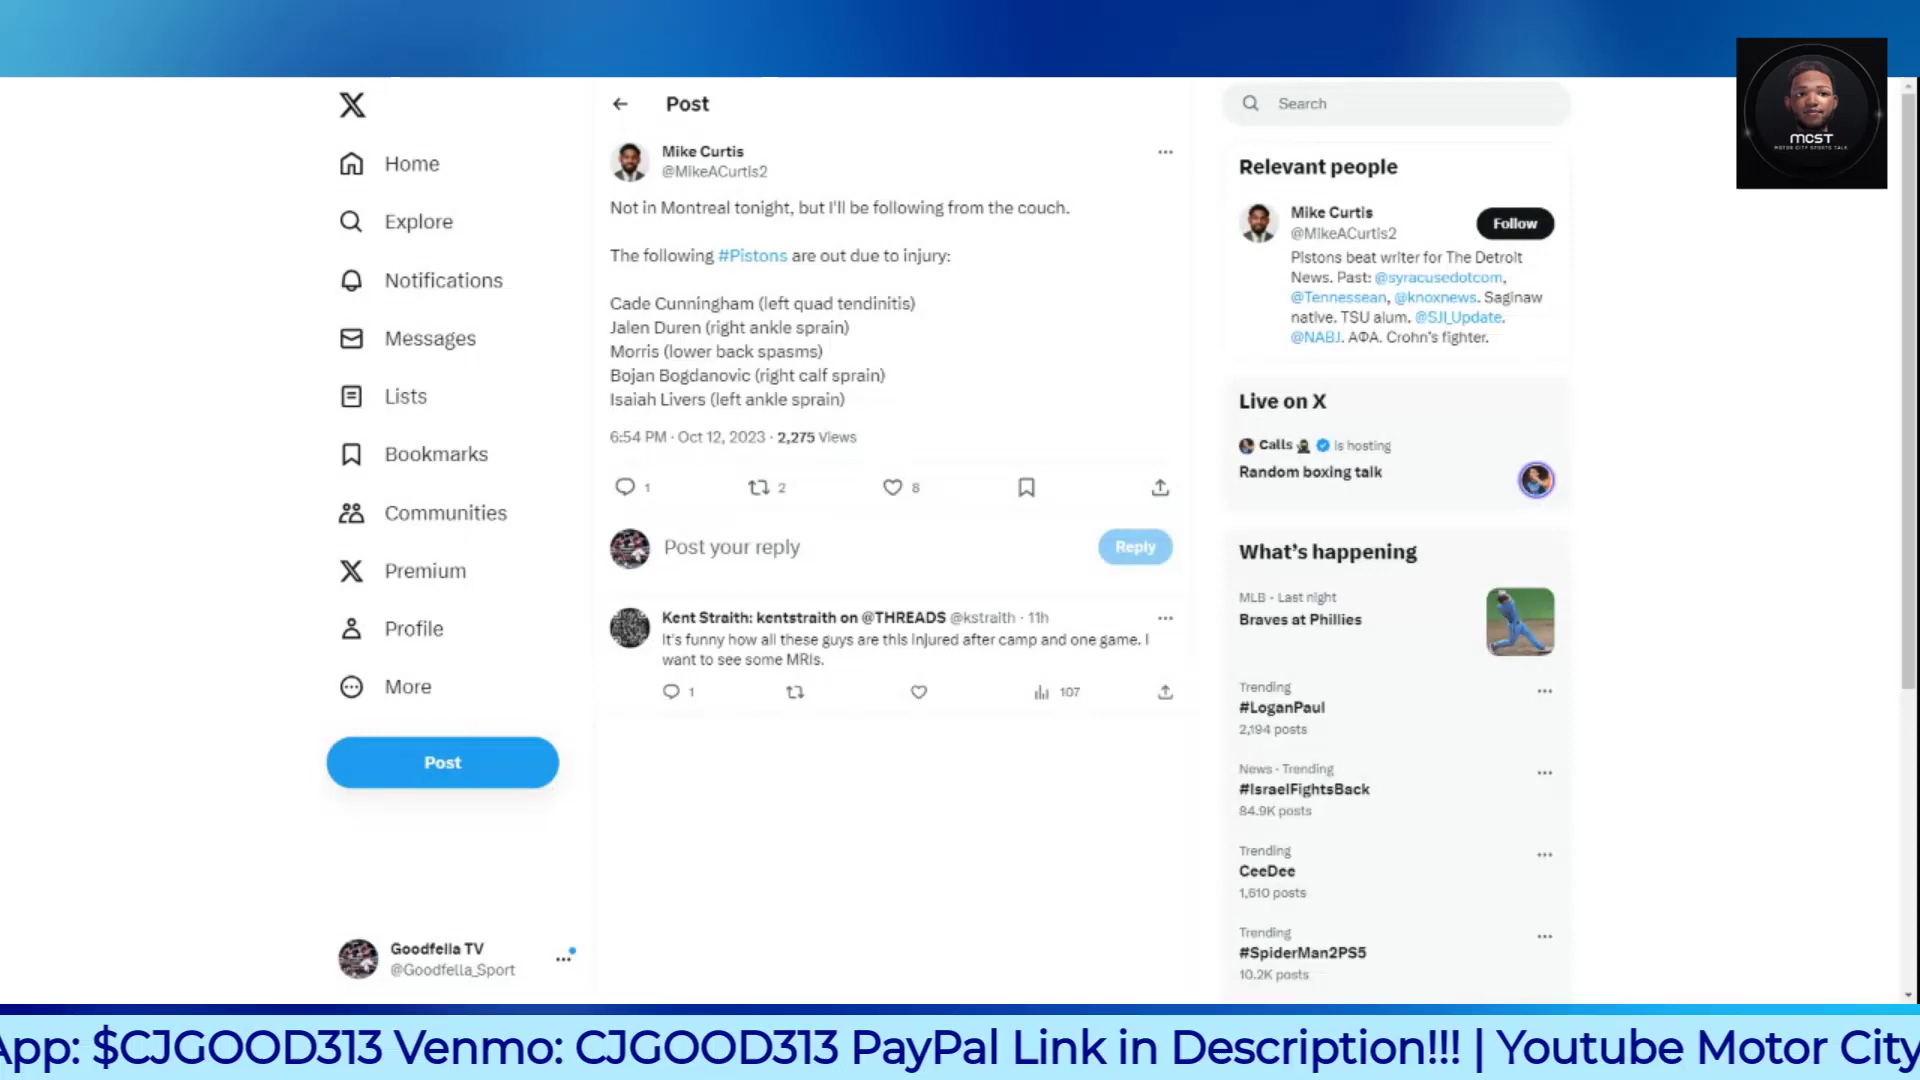 MCST
MOTOR CITY SPORTS TALK
Home
Explore
Notifications
Messages
Lists
Bookmarks
Communities
Premium
Profile
More
Post
Goodfella TV
@Goodfella_Sport
Post
Mike Curtis
@MikeACurtis2
Not in Montreal tonight, but I'll be following from the couch.
The following #Pistons are out due to injury:
Cade Cunningham (left quad tendinitis)
Jalen Duren (right ankle sprain)
Morris (lower back spasms)
Bojan Bogdanovic (right calf sprain)
Isaiah Livers (left ankle sprain)
6:54 PM · Oct 12, 2023 · 2,275 Views
1 2 8
Post your reply
Reply
Kent Straith: kentstraith on @THREADS @kstraith · 11h
It's funny how all these guys are this injured after camp and one game. I
want to see some MRIs.
1 107
Search
Relevant people
Mike Curtis
@MikeACurtis2
Follow
Pistons beat writer for The Detroit
News. Past: @syracusedotcom,
@Tennessean, @knoxnews. Saginaw
native. TSU alum. @SJI_Update.
@NABJ. ΑΦΑ. Crohn's fighter.
Live on X
Calls is hosting
Random boxing talk
What's happening
MLB · Last night
Braves at Phillies
Trending
#LoganPaul
2,194 posts
News · Trending
#IsraelFightsBack
84.9K posts
Trending
CeeDee
1,610 posts
Trending
#SpiderMan2PS5
10.2K posts
App: $CJGOOD313 Venmo: CJGOOD313 PayPal Link in Description!!! | Youtube Motor City